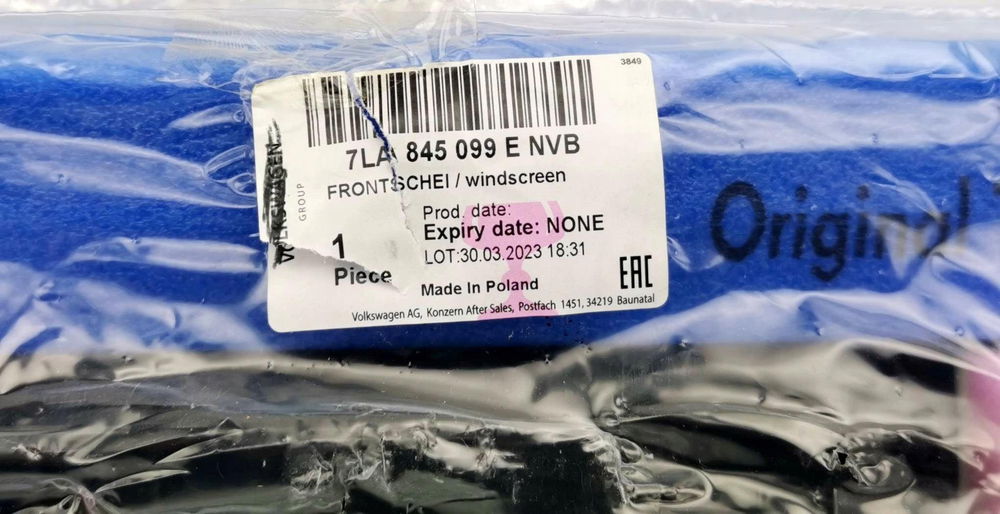 3849
7LA 845 099 E NVB
FRONTSCHEI / windscreen
VOLKSWAGEN
GROUP
Prod. date:
Expiry date: NONE
1
LOT:30.03.2023 18:31
Piece
EAC
Made In Poland
Volkswagen AG, Konzern After Sales, Postfach 1451, 34219 Baunatal
Original